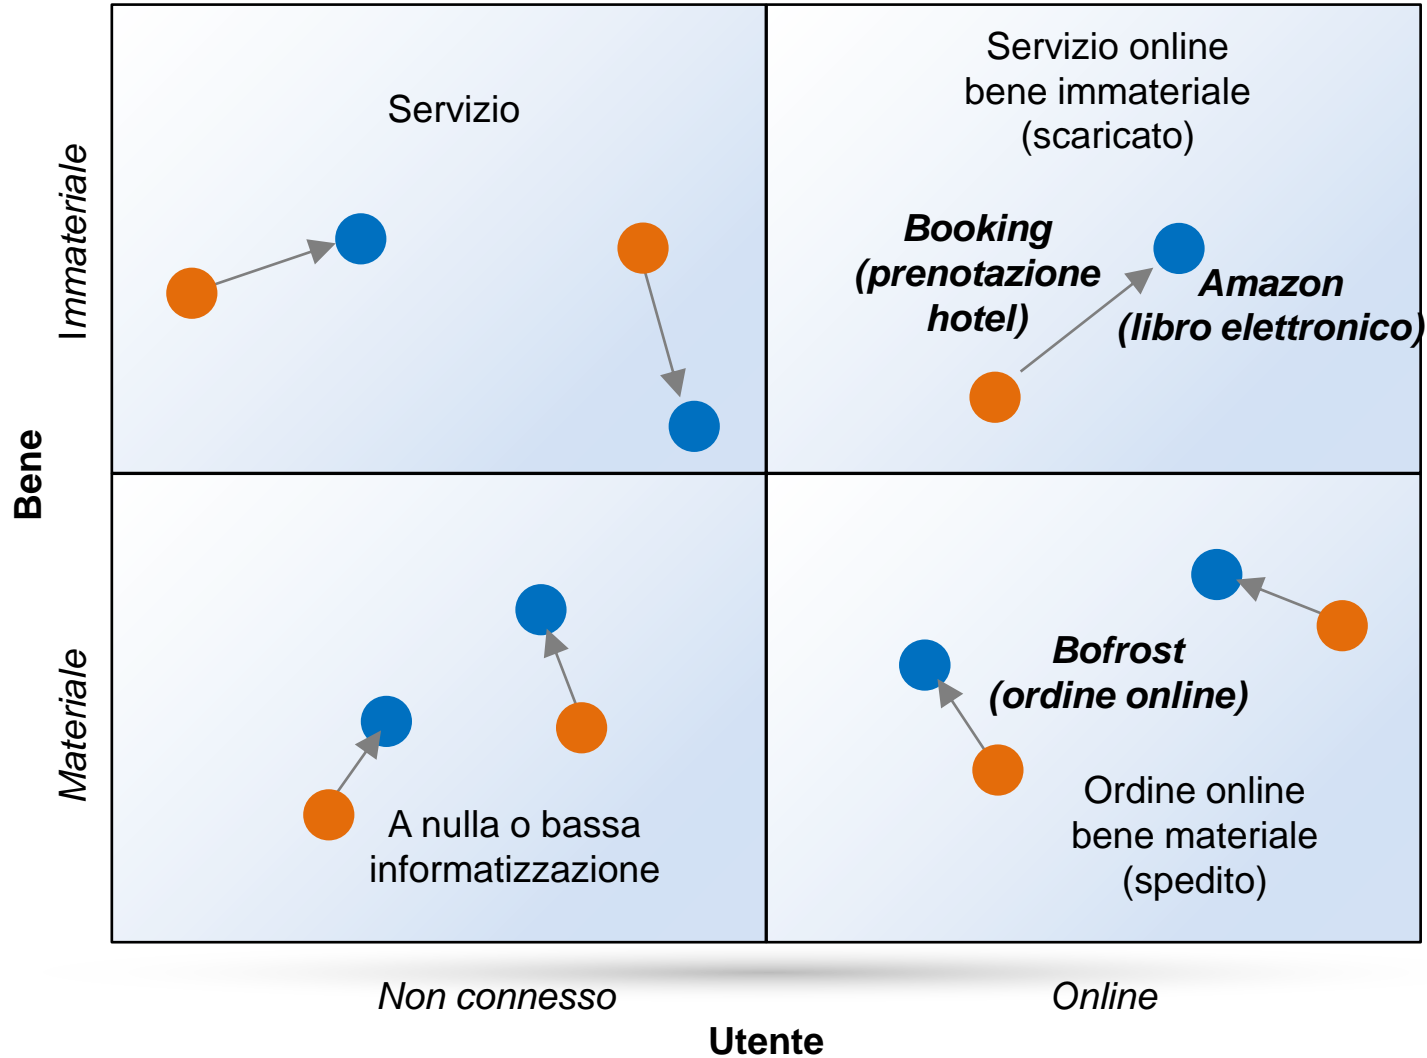 Servizio
Servizio online
bene immateriale
(scaricato)
Immateriale
Booking
(prenotazione
hotel)
Amazon
(libro elettronico)
Bene
Materiale
Bofrost
(ordine online)
A nulla o bassa
informatizzazione
Ordine online
bene materiale
(spedito)
Non connesso
Online
Utente